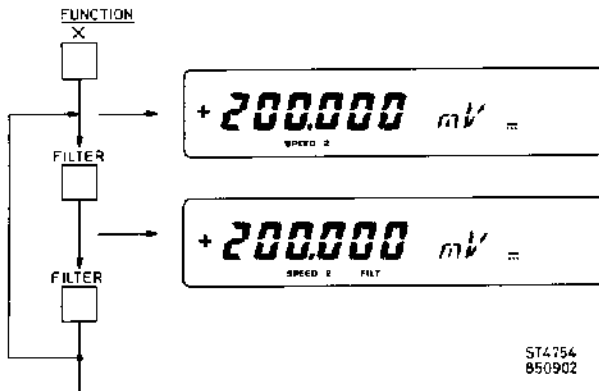 FUNCTION
X
+200.000 mV
SPEED 2
FILTER
+200.000 mV
SPEED 2 FILT
FILTER
ST4754
850902